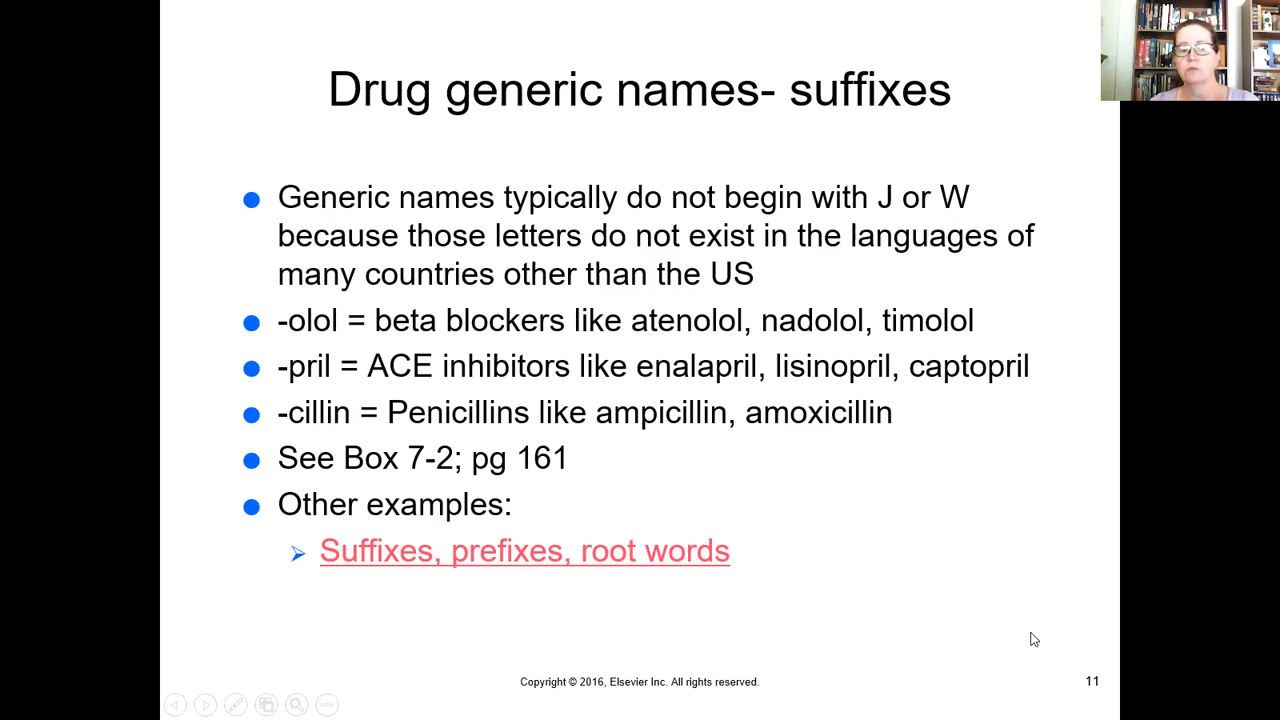 Drug generic names- suffixes
Generic names typically do not begin with J or W
because those letters do not exist in the languages of
many countries other than the US
-olol = beta blockers like atenolol, nadolol, timolol
-pril = ACE inhibitors like enalapril, lisinopril, captopril
-cillin = Penicillins like ampicillin, amoxicillin
See Box 7-2; pg 161
Other examples:
Suffixes, prefixes, root words
Copyright © 2016, Elsevier Inc. All rights reserved.
11